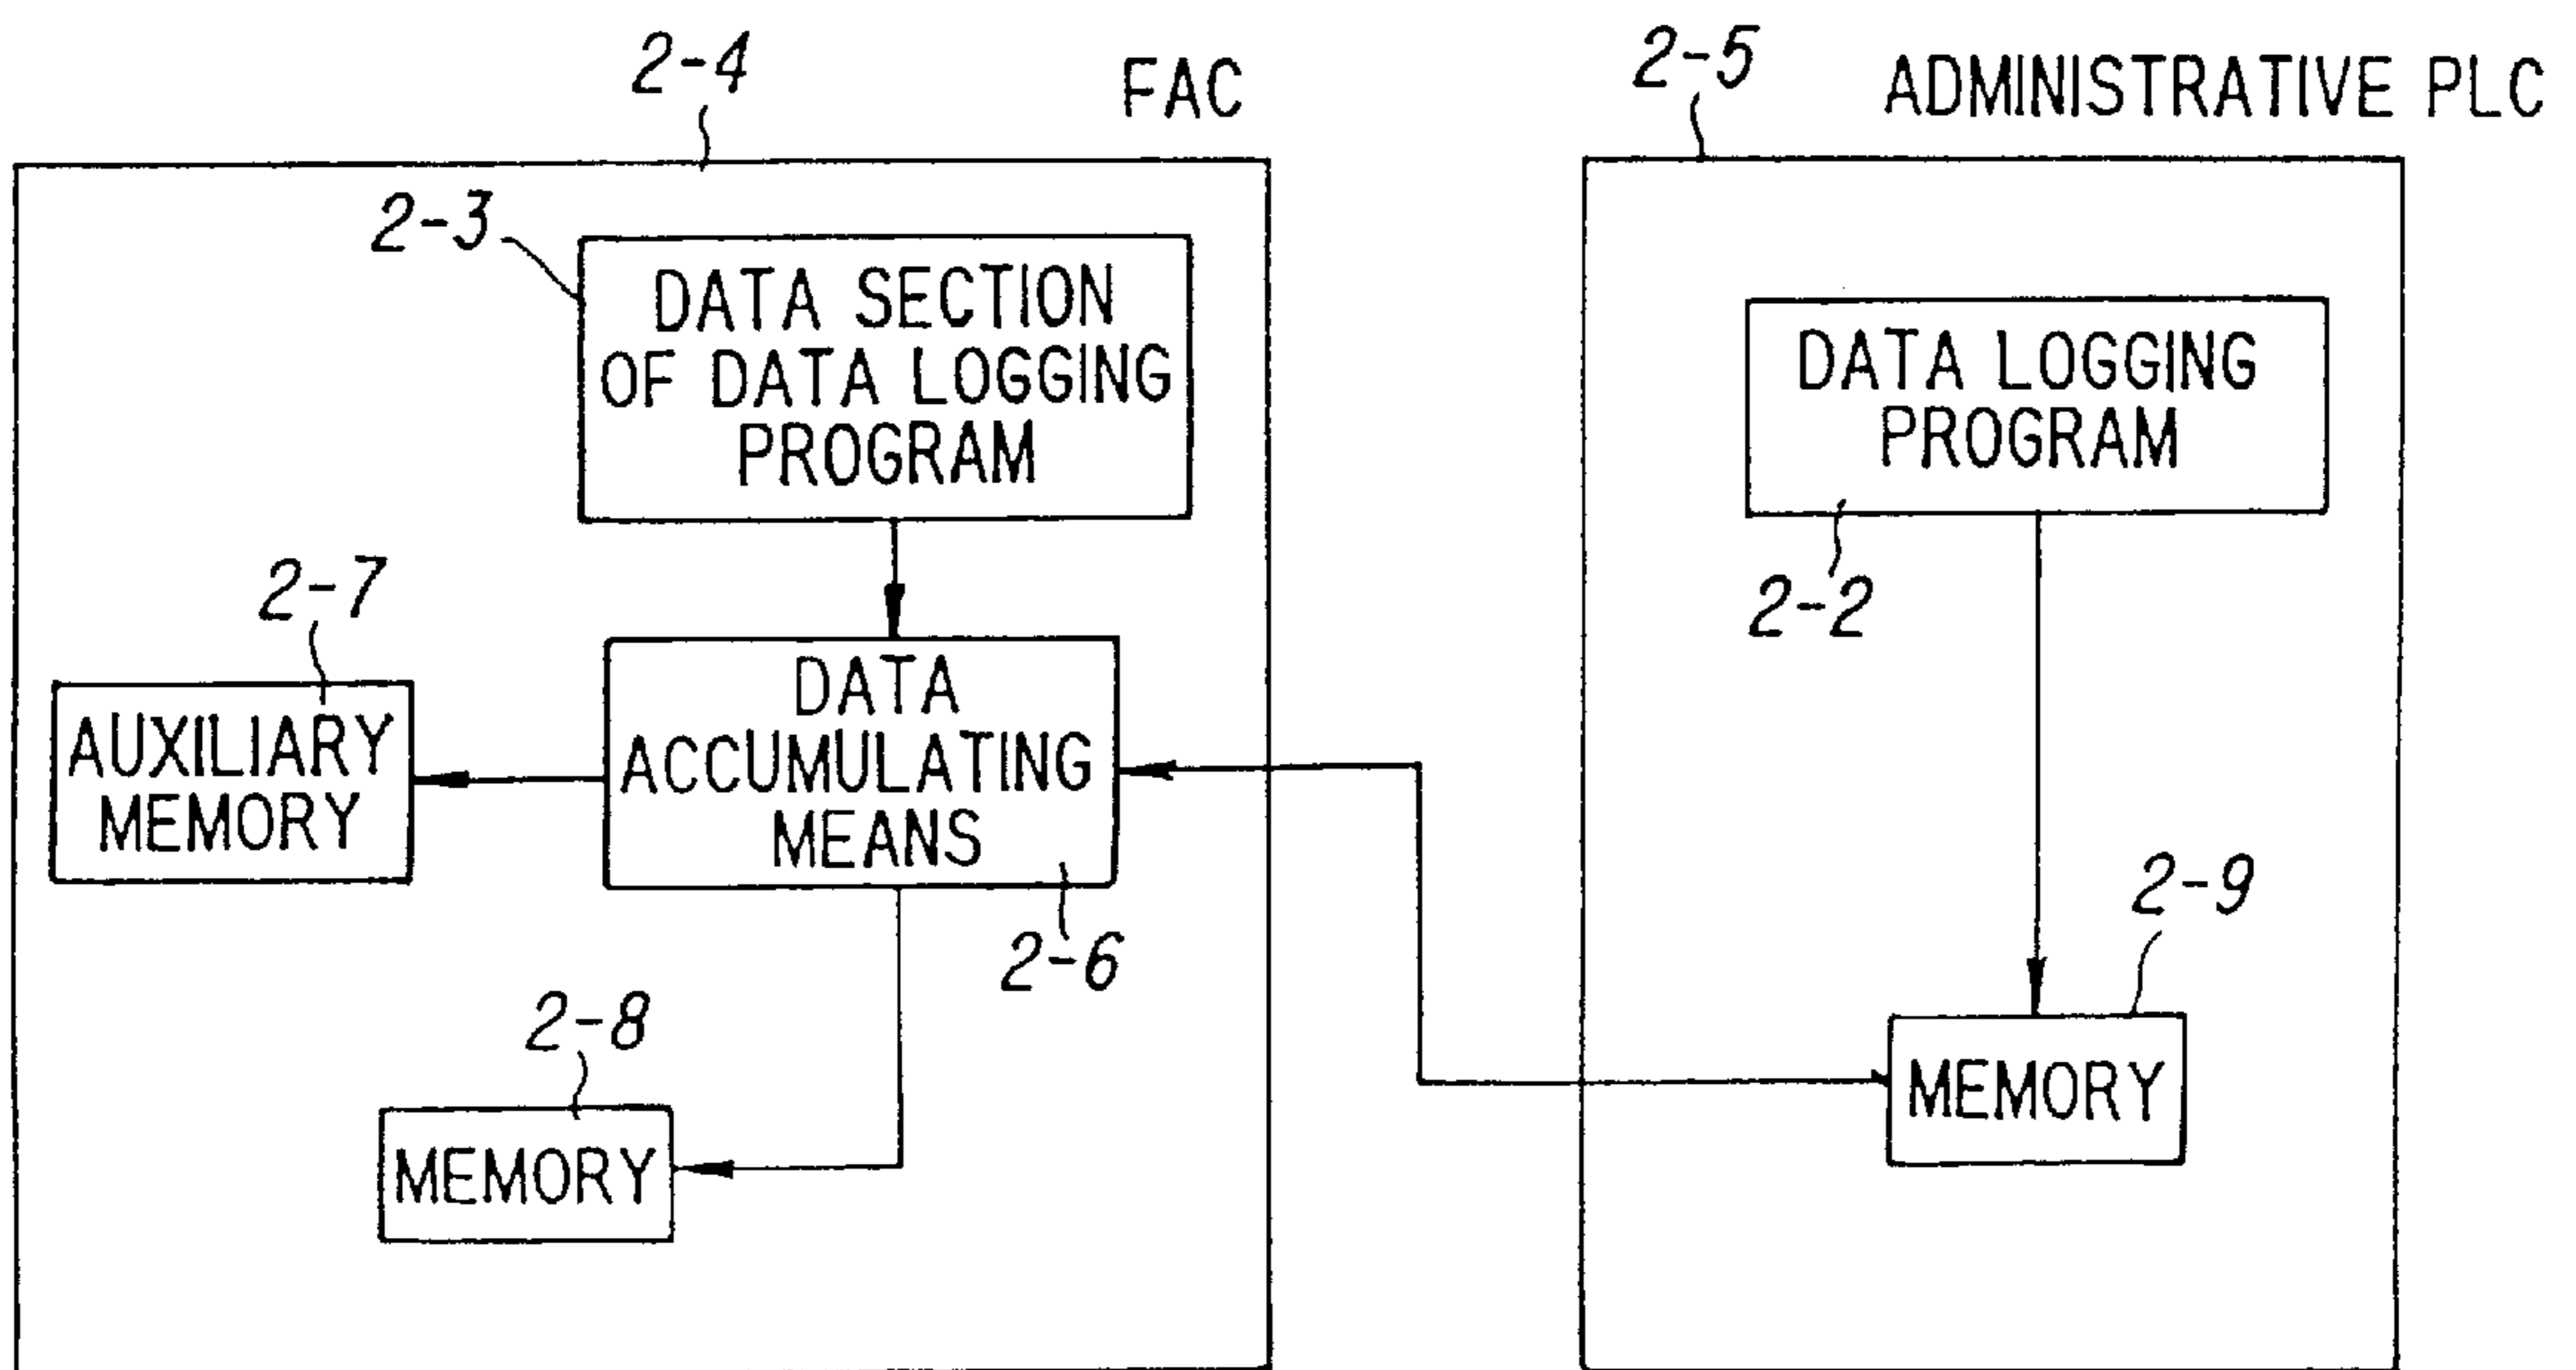 2-4
FAC
2-3
DATA SECTION
OF DATA LOGGING
PROGRAM
2-7
AUXILIARY
MEMORY
DATA
ACCUMULATING
MEANS
2-6
2-8
MEMORY
2-5
ADMINISTRATIVE PLC
DATA LOGGING
PROGRAM
2-2
2-9
MEMORY